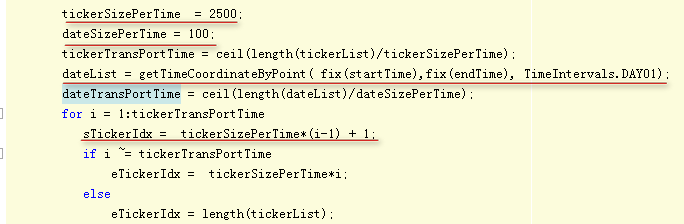 tickerSizePerTime  = 2500;
dateSizePerTime = 100;
tickerTransPortTime = ceil(length(tickerList)/tickerSizePerTime);
dateList = getTimeCoordinateByPoint( fix(startTime),fix(endTime), TimeIntervals.DAY01);
dateTransPortTime = ceil(length(dateList)/dateSizePerTime);
for i = 1:tickerTransPortTime
sTickerIdx =  tickerSizePerTime*(i-1) + 1;
if i ~= tickerTransPortTime
eTickerIdx =  tickerSizePerTime*i;
else
eTickerIdx = length(tickerList);